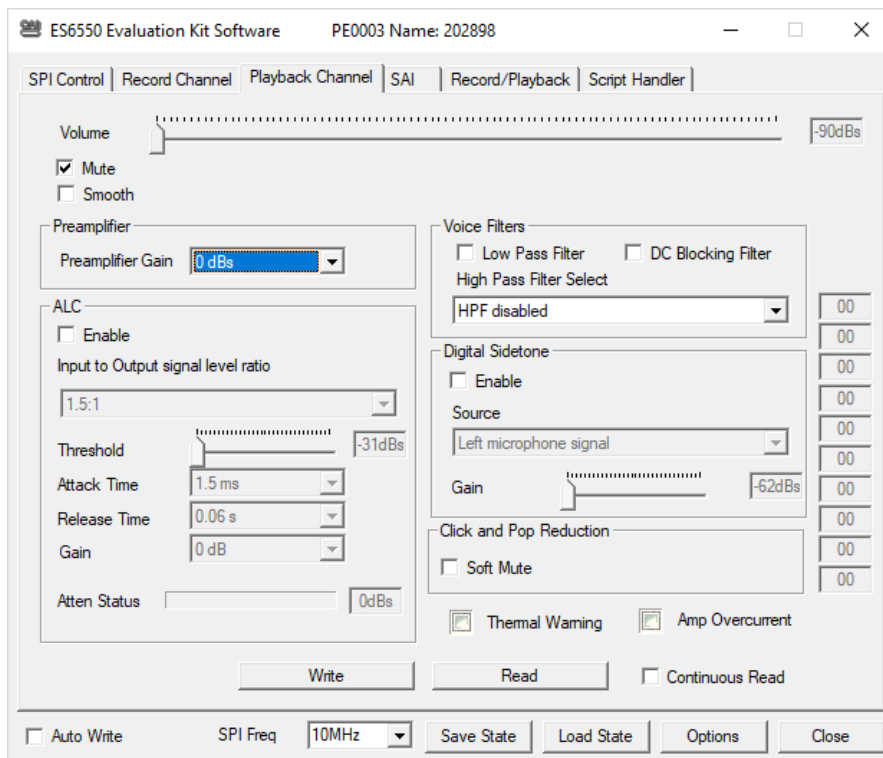 ES6550 Evaluation Kit Software PE0003 Name: 202898
SPI Control Record Channel Playback Channel SAI Record/Playback Script Handler
Volume -90dBs
Mute
Smooth
Preamplifier
Preamplifier Gain 0 dBs
ALC
Enable
Input to Output signal level ratio
1.5:1
Threshold -31dBs
Attack Time 1.5 ms
Release Time 0.06 s
Gain 0 dB
Atten Status 0dBs
Voice Filters
Low Pass Filter DC Blocking Filter
High Pass Filter Select
HPF disabled
Digital Sidetone
Enable
Source
Left microphone signal
Gain -62dBs
Click and Pop Reduction
Soft Mute
00
00
00
00
00
00
00
00
00
00
Thermal Warning Amp Overcurrent
Write Read Continuous Read
Auto Write SPI Freq 10MHz Save State Load State Options Close